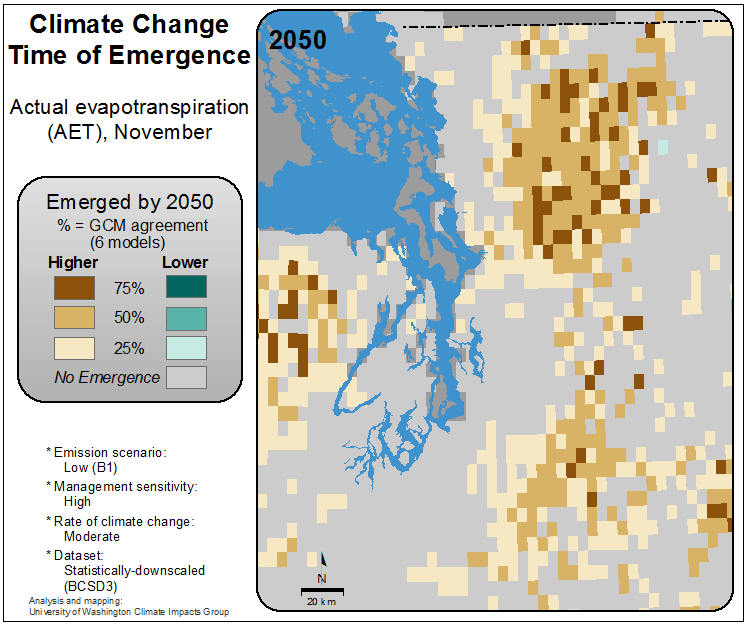 Climate Change
Time of Emergence
Actual evapotranspiration
(AET), November
Emerged by 2050
% = GCM agreement
(6 models)
Higher Lower
75%
50%
25%
No Emergence
* Emission scenario:
Low (B1)
* Management sensitivity:
High
* Rate of climate change:
Moderate
* Dataset:
Statistically-downscaled
(BCSD3)
Analysis and mapping:
University of Washington Climate Impacts Group
2050
N
20 km